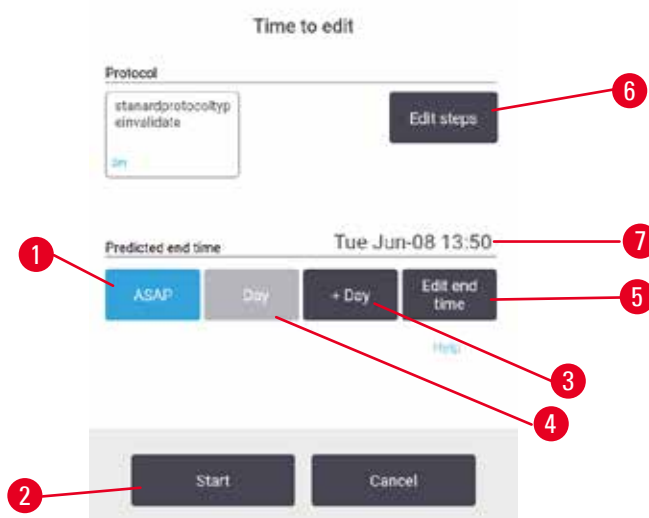 Time to edit
Protocol
6
stanardprotocoltyp
einvalidate
Edit steps
Predicted end time
Tue Jun-08 13:50
7
1
ASAP
Day
+ Day
Edit end
time
5
Help
3
4
Start
Cancel
2